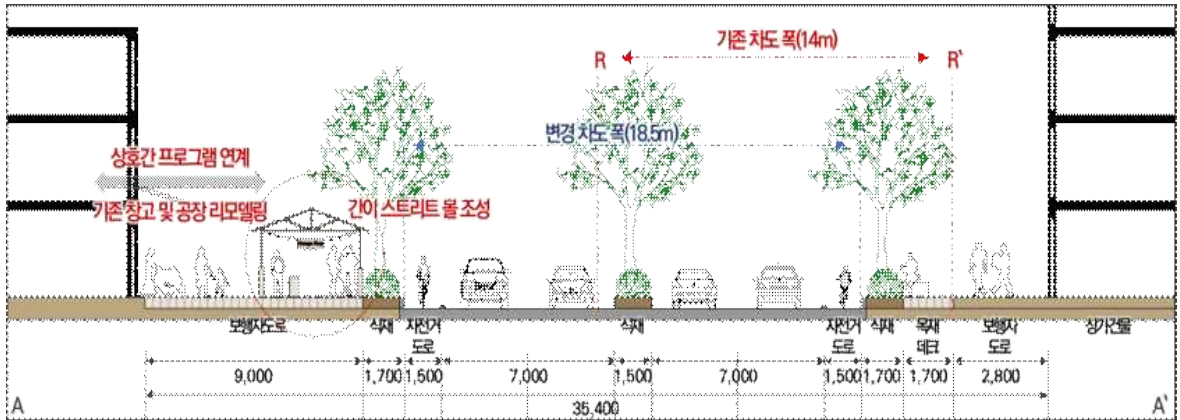 기존 차도 폭(14m)
R
R`
변경 차도 폭(18.5m)
상호간 프로그램 연계
기존 창고 및 공장 리모델링
간이 스트리트 몰 조성
보행자도로
식재
자전거
도로
식재
자전거
도로
식재
목재
데크
보행자
도로
상가건물
9,000
1,700
1,500
7,000
1,500
7,000
1,500
1,700
1,700
2,800
A
35,400
A`